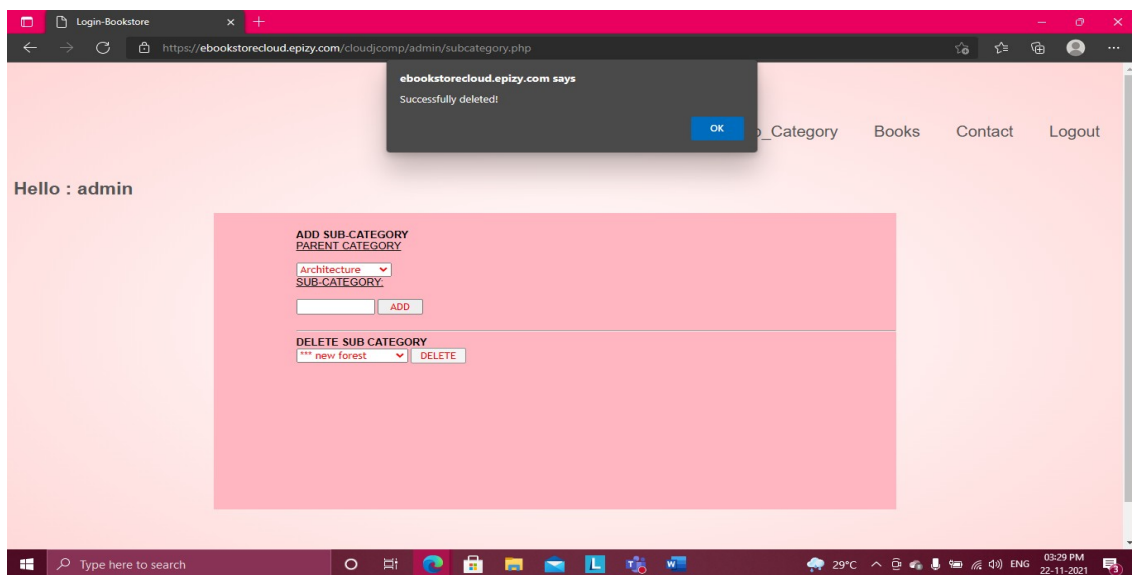 Login-Bookstore
https://ebookstorecloud.epizy.com/cloudjcomp/admin/subcategory.php
ebookstorecloud.epizy.com says
Successfully deleted!
OK
_Category Books Contact Logout
Hello : admin
ADD SUB-CATEGORY
PARENT CATEGORY
Architecture
SUB-CATEGORY:
ADD
DELETE SUB CATEGORY
*** new forest DELETE
Type here to search
29°C ENG
03:29 PM
22-11-2021